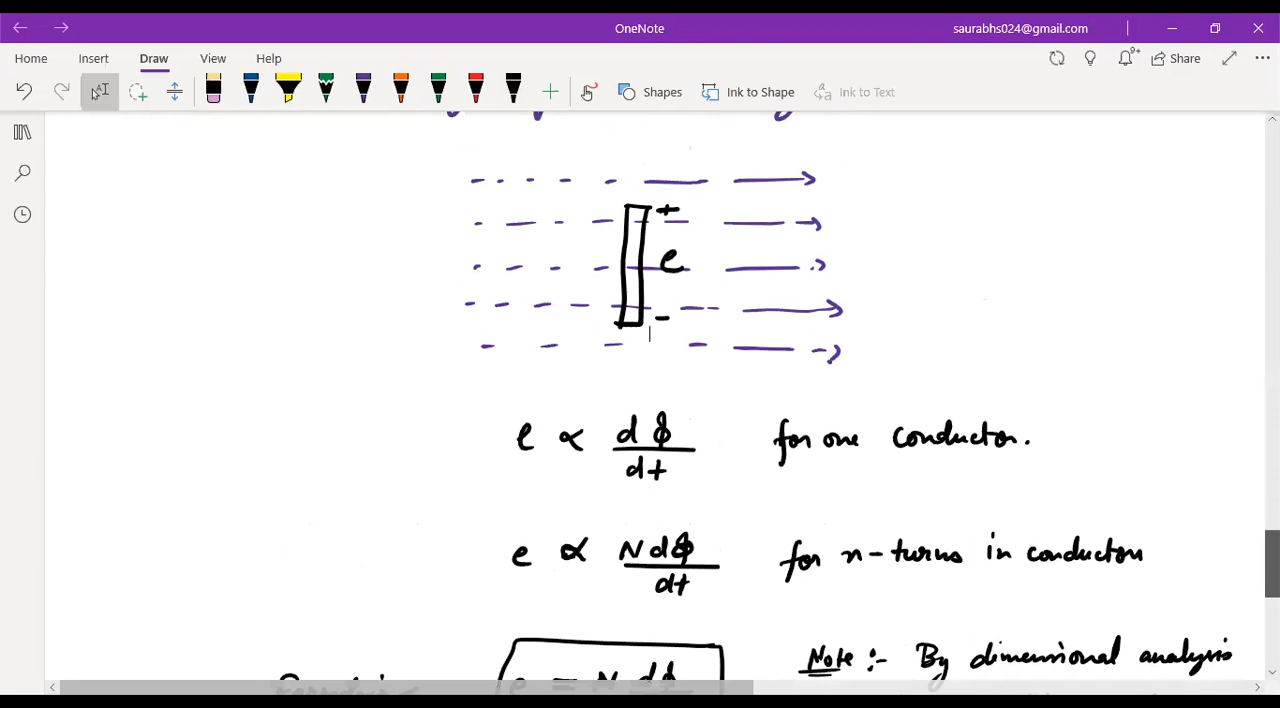 OneNote
saurabhs024@gmail.com
Home Insert Draw View Help
Shapes Ink to Shape Ink to Text Share
+
e
-
e ∝ dϕ/dt for one conductor.
e ∝ Ndϕ/dt for n-turns in conductor
Note :- By dimensional analysis
e = N dϕ